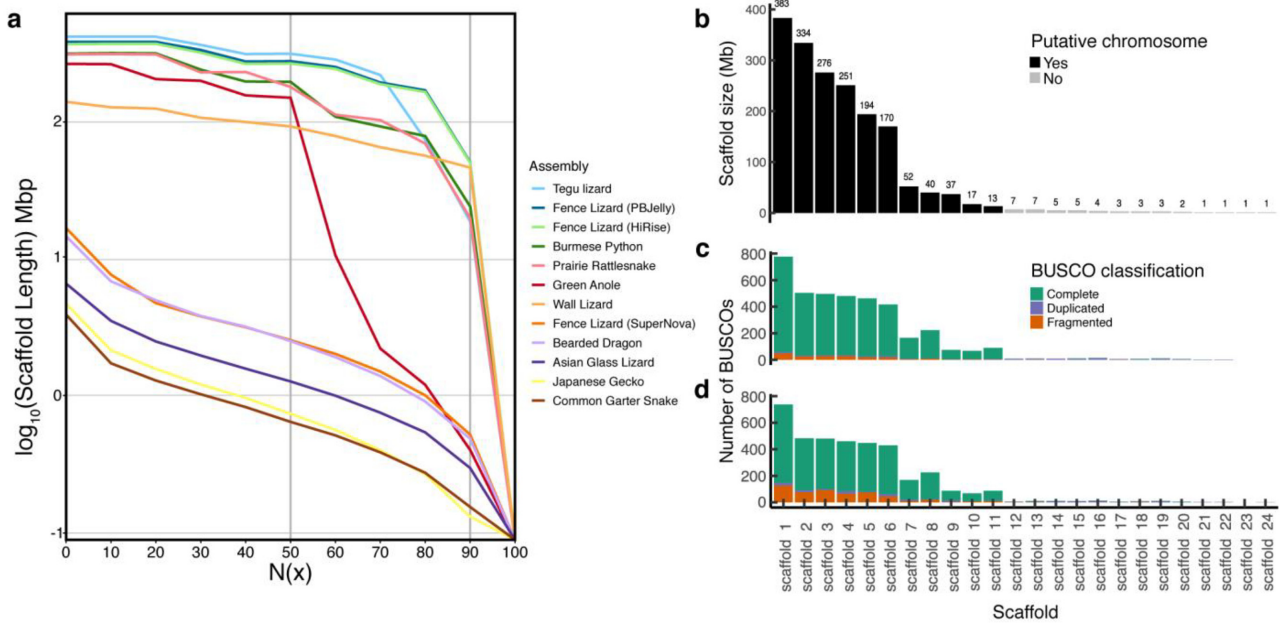 a
log10(Scaffold Length) Mbp
2
1
0
-1
0 10 20 30 40 50 60 70 80 90 100
N(x)
Assembly
Tegu lizard
Fence Lizard (PBJelly)
Fence Lizard (HiRise)
Burmese Python
Prairie Rattlesnake
Green Anole
Wall Lizard
Fence Lizard (SuperNova)
Bearded Dragon
Asian Glass Lizard
Japanese Gecko
Common Garter Snake
b
Scaffold size (Mb)
400
300
200
100
0
383 334 276 251 194 170 52 40 37 17 13 7 7 5 5 4 3 3 3 2 1 1 1 1
Putative chromosome
Yes
No
c
800
600
400
200
0
BUSCO classification
Complete
Duplicated
Fragmented
Number of BUSCOs
d
800
600
400
200
0
scaffold 1
scaffold 2
scaffold 3
scaffold 4
scaffold 5
scaffold 6
scaffold 7
scaffold 8
scaffold 9
scaffold 10
scaffold 11
scaffold 12
scaffold 13
scaffold 14
scaffold 15
scaffold 16
scaffold 17
scaffold 18
scaffold 19
scaffold 20
scaffold 21
scaffold 22
scaffold 23
scaffold 24
Scaffold